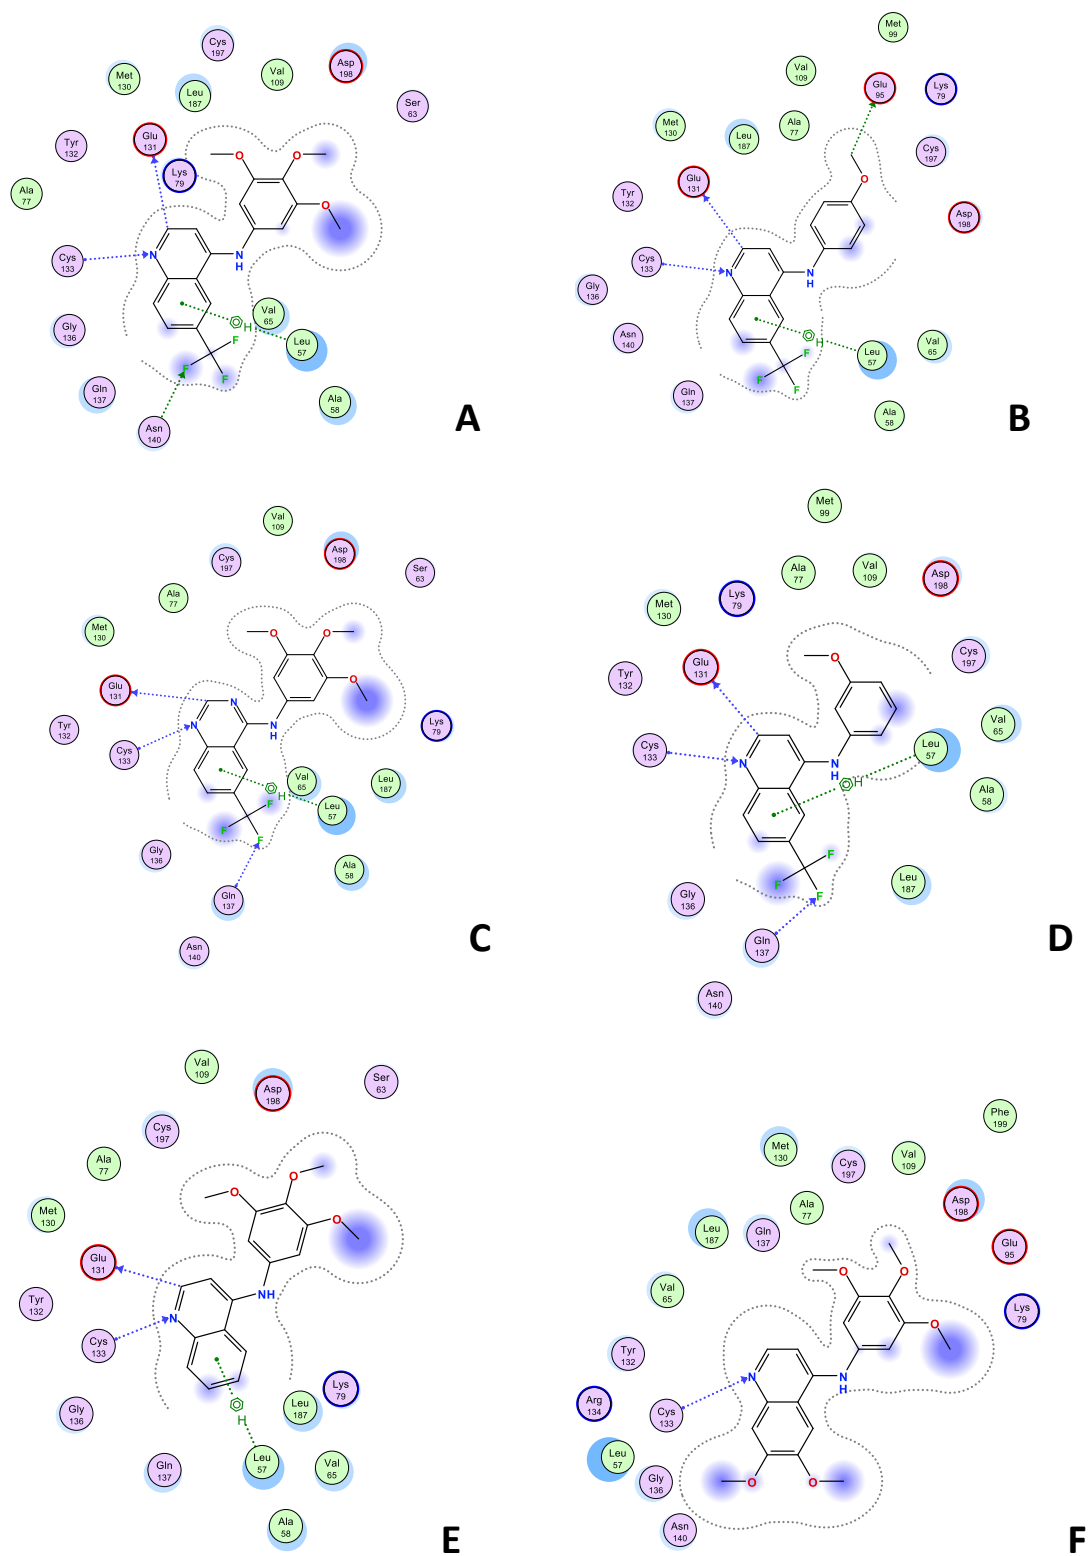 Cys
197
Met
130
Leu
187
Val
109
Asp
198
Ser
63
Tyr
132
Glu
131
Lys
79
Ala
77
Cys
133
Gly
136
Gln
137
Asn
140
Val
65
Leu
57
Ala
58
O
O
O
N
N
H
H
F
F
F
A
Met
99
Val
109
Glu
95
Lys
79
Met
130
Leu
187
Ala
77
Cys
197
Tyr
132
Glu
131
Asp
198
Cys
133
Gly
136
Asn
140
Gln
137
Leu
57
Val
65
Ala
58
O
N
N
H
H
F
F
F
B
Val
109
Cys
197
Asp
198
Ser
63
Ala
77
Met
130
Glu
131
Tyr
132
Cys
133
Lys
79
Leu
187
Val
65
Leu
57
Ala
58
Gly
136
Gln
137
Asn
140
O
O
O
N
N
N
H
H
F
F
F
C
Met
99
Ala
77
Val
109
Asp
198
Lys
79
Met
130
Glu
131
Tyr
132
Cys
197
Cys
133
Leu
57
Val
65
Ala
58
Leu
187
Gly
136
Gln
137
Asn
140
O
N
N
H
H
F
F
F
D
Val
109
Asp
198
Ser
63
Cys
197
Ala
77
Met
130
Glu
131
Tyr
132
Cys
133
Gly
136
Gln
137
Lys
79
Leu
187
Leu
57
Val
65
Ala
58
O
O
O
N
NH
H
E
Phe
199
Met
130
Cys
197
Val
109
Asp
198
Glu
95
Leu
187
Gln
137
Ala
77
Val
65
Lys
79
Tyr
132
Arg
134
Cys
133
Leu
57
Gly
136
Asn
140
O
O
O
N
N
H
O
O
F